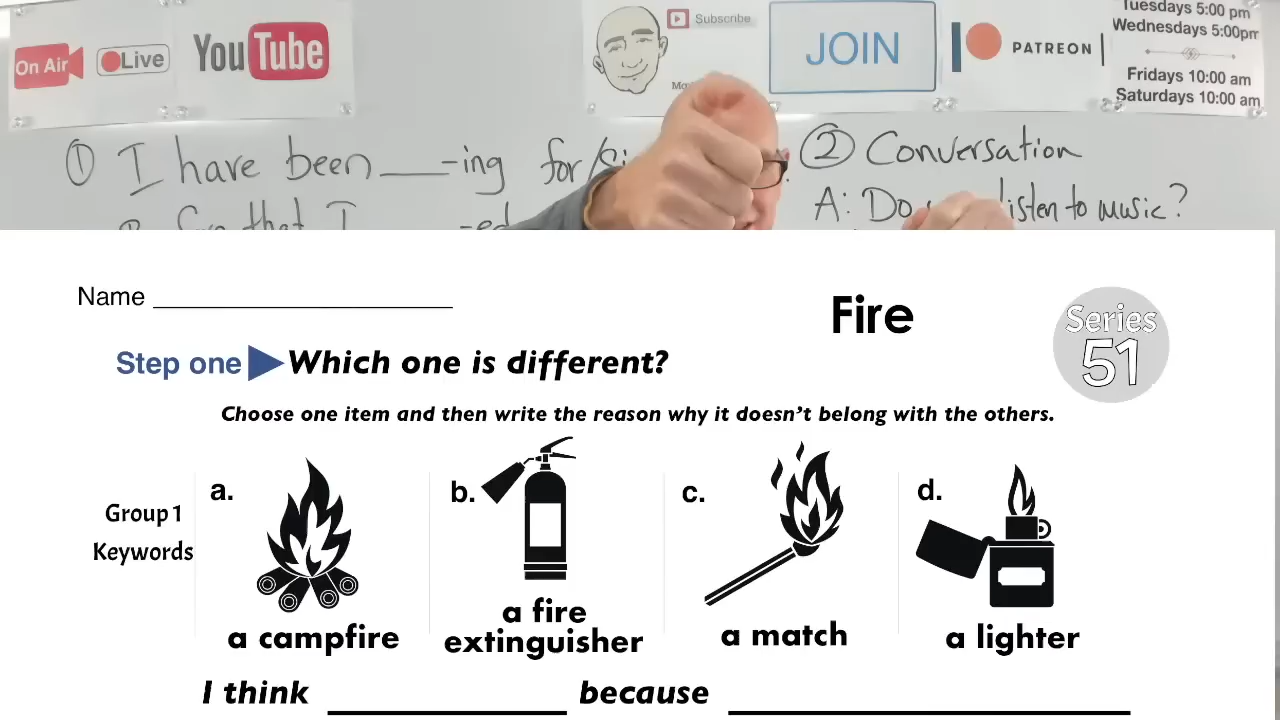 On Air
Live
YouTube
Subscribe
JOIN
PATREON
Tuesdays 5:00 pm
Wednesdays 5:00pm
Fridays 10:00 am
Saturdays 10:00 am
① I have been ___-ing for/
I -ed
② Conversation
A: Do listen to music?
Name
Fire
Series
51
Step one Which one is different?
Choose one item and then write the reason why it doesn't belong with the others.
Group 1
Keywords
a.
b.
c.
d.
a campfire
a fire
extinguisher
a match
a lighter
I think because